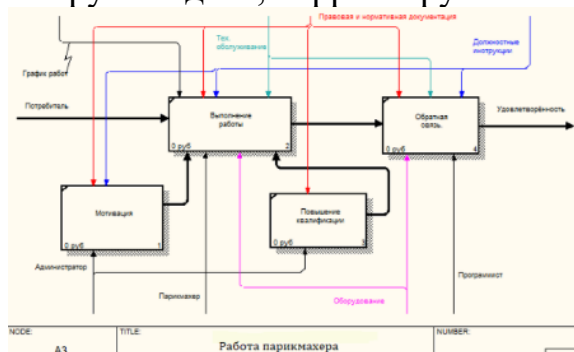 Правовая и нормативная документация
Тех.
обслуживание
Должностные
инструкции
График работ
Потребитель
Выполнение
работы
0 руб
2
Обратная
связь.
0 руб
4
Удовлетворённость
Мотивация
0 руб
1
Повышение
квалификации
0 руб
3
Администратор
Парикмахер
Оборудование
Программист
NODE:
TITLE:
NUMBER:
A3
Работа парикмахера